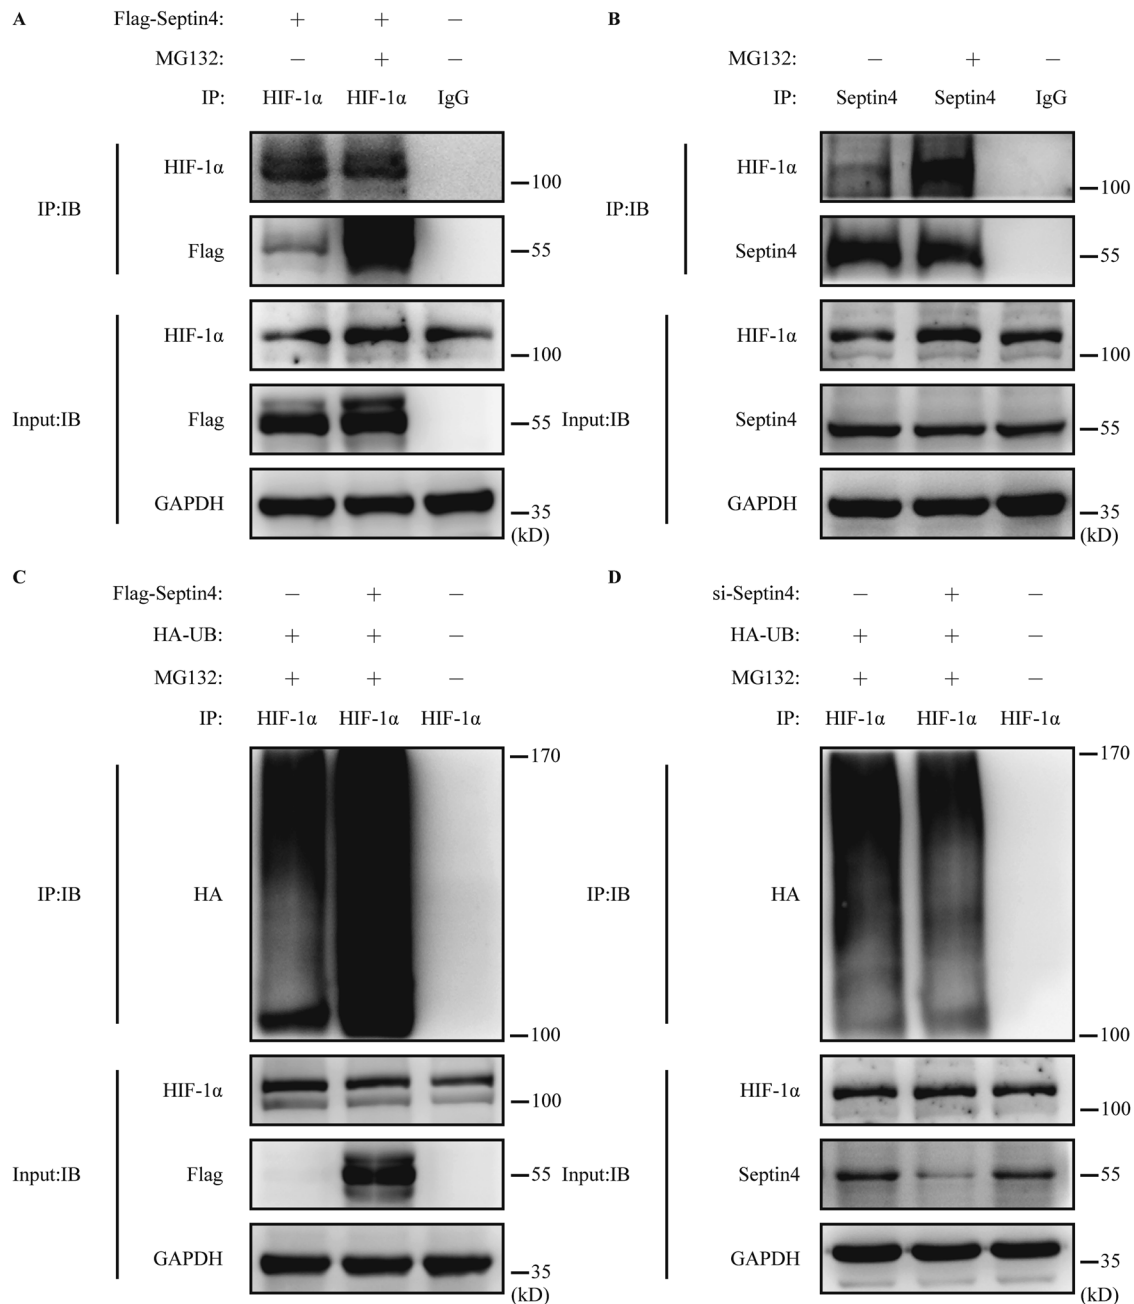 A
Flag-Septin4: + + −
MG132: − + −
IP: HIF-1α HIF-1α IgG
IP:IB
HIF-1α
100
Flag
55
Input:IB
HIF-1α
100
Flag
55
GAPDH
35
(kD)
B
MG132: − + −
IP: Septin4 Septin4 IgG
IP:IB
HIF-1α
100
Septin4
55
Input:IB
HIF-1α
100
Septin4
55
GAPDH
35
(kD)
C
Flag-Septin4: − + −
HA-UB: + + −
MG132: + + −
IP: HIF-1α HIF-1α HIF-1α
170
IP:IB
HA
100
Input:IB
HIF-1α
100
Flag
55
GAPDH
35
(kD)
D
si-Septin4: − + −
HA-UB: + + −
MG132: + + −
IP: HIF-1α HIF-1α HIF-1α
170
IP:IB
HA
100
Input:IB
HIF-1α
100
Septin4
55
GAPDH
35
(kD)